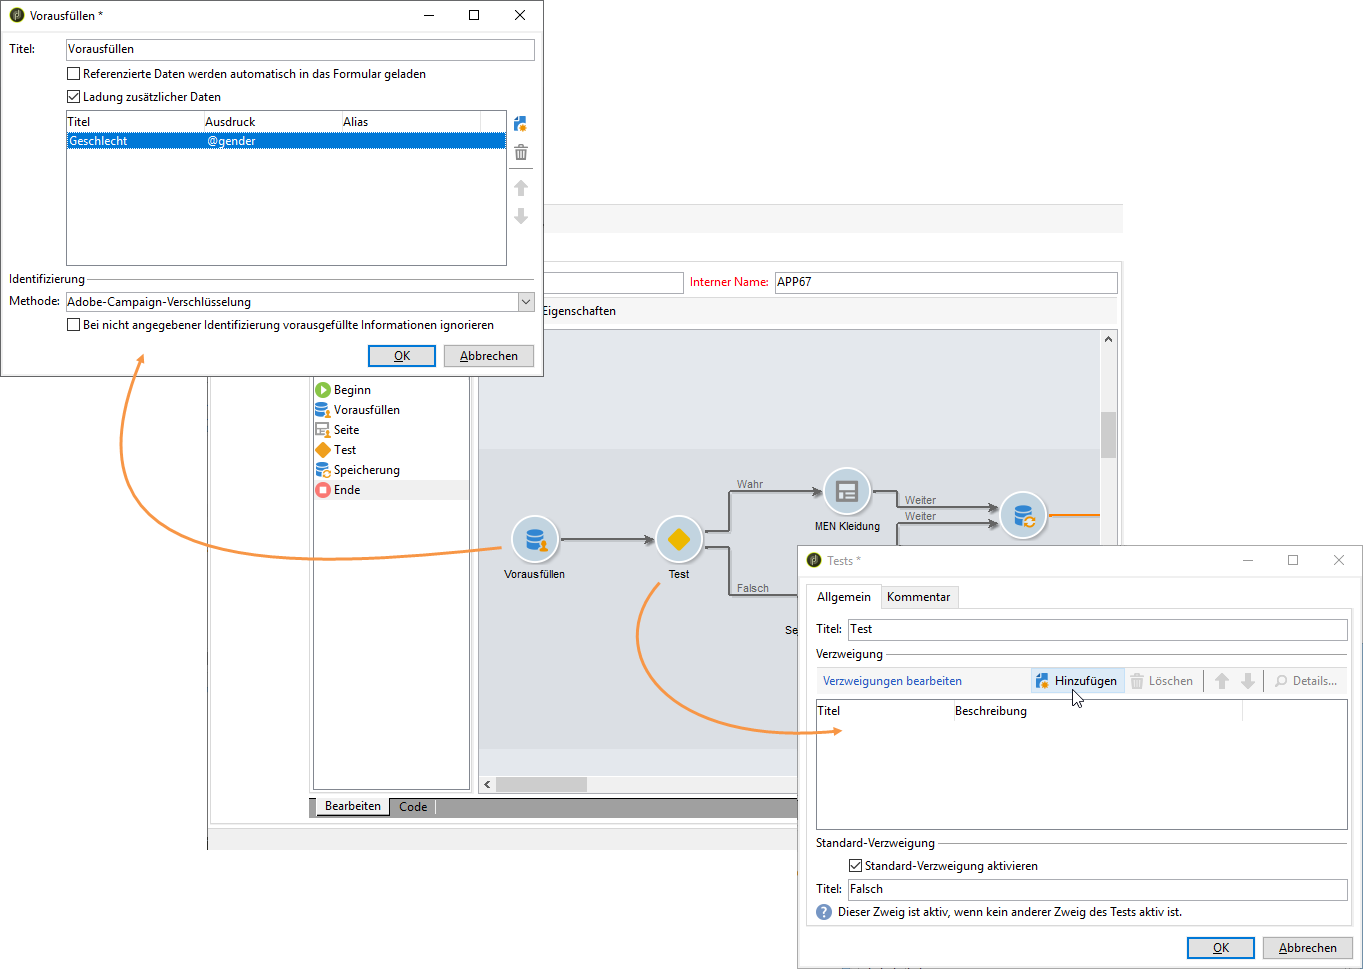 Vorausfüllen *
Titel: Vorausfüllen
Referenzierte Daten werden automatisch in das Formular geladen
Ladung zusätzlicher Daten
Titel Ausdruck Alias
Geschlecht @gender
Identifizierung
Methode: Adobe-Campaign-Verschlüsselung
Bei nicht angegebener Identifizierung vorausgefüllte Informationen ignorieren
OK Abbrechen
Interner Name: APP67
Eigenschaften
Beginn
Vorausfüllen
Seite
Test
Speicherung
Ende
Wahr
MEN Kleidung
Weiter
Weiter
Vorausfüllen
Test
Falsch
Bearbeiten Code
Tests *
Allgemein Kommentar
Titel: Test
Verzweigung
Verzweigungen bearbeiten Hinzufügen Löschen Details...
Titel Beschreibung
Standard-Verzweigung
Standard-Verzweigung aktivieren
Titel: Falsch
? Dieser Zweig ist aktiv, wenn kein anderer Zweig des Tests aktiv ist.
OK Abbrechen